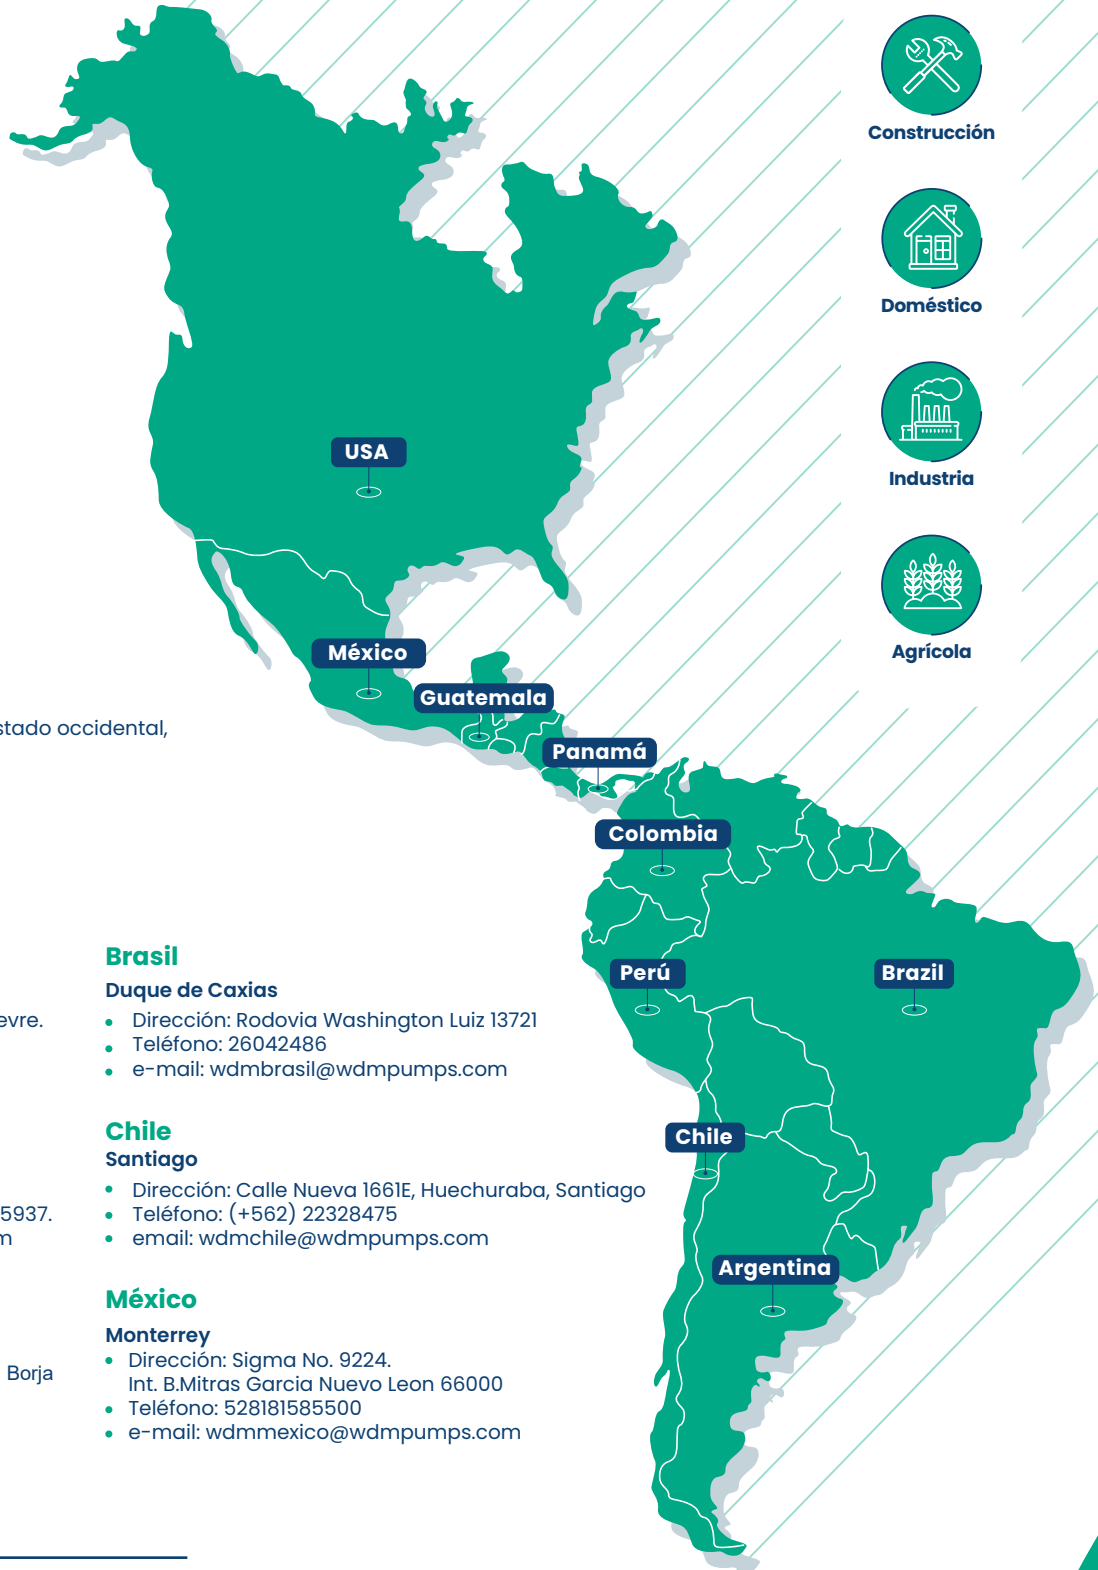 Construcción
Doméstico
Industria
Agrícola
USA
México
Guatemala
Panamá
Colombia
Perú
Brazil
Chile
Argentina
stado occidental,
evre.
5937.
m
Borja
Brasil
Duque de Caxias
• Dirección: Rodovia Washington Luiz 13721
• Teléfono: 26042486
• e-mail: wdmbrasil@wdmpumps.com
Chile
Santiago
• Dirección: Calle Nueva 1661E, Huechuraba, Santiago
• Teléfono: (+562) 22328475
• email: wdmchile@wdmpumps.com
México
Monterrey
• Dirección: Sigma No. 9224.
Int. B.Mitras Garcia Nuevo Leon 66000
• Teléfono: 528181585500
• e-mail: wdmmexico@wdmpumps.com